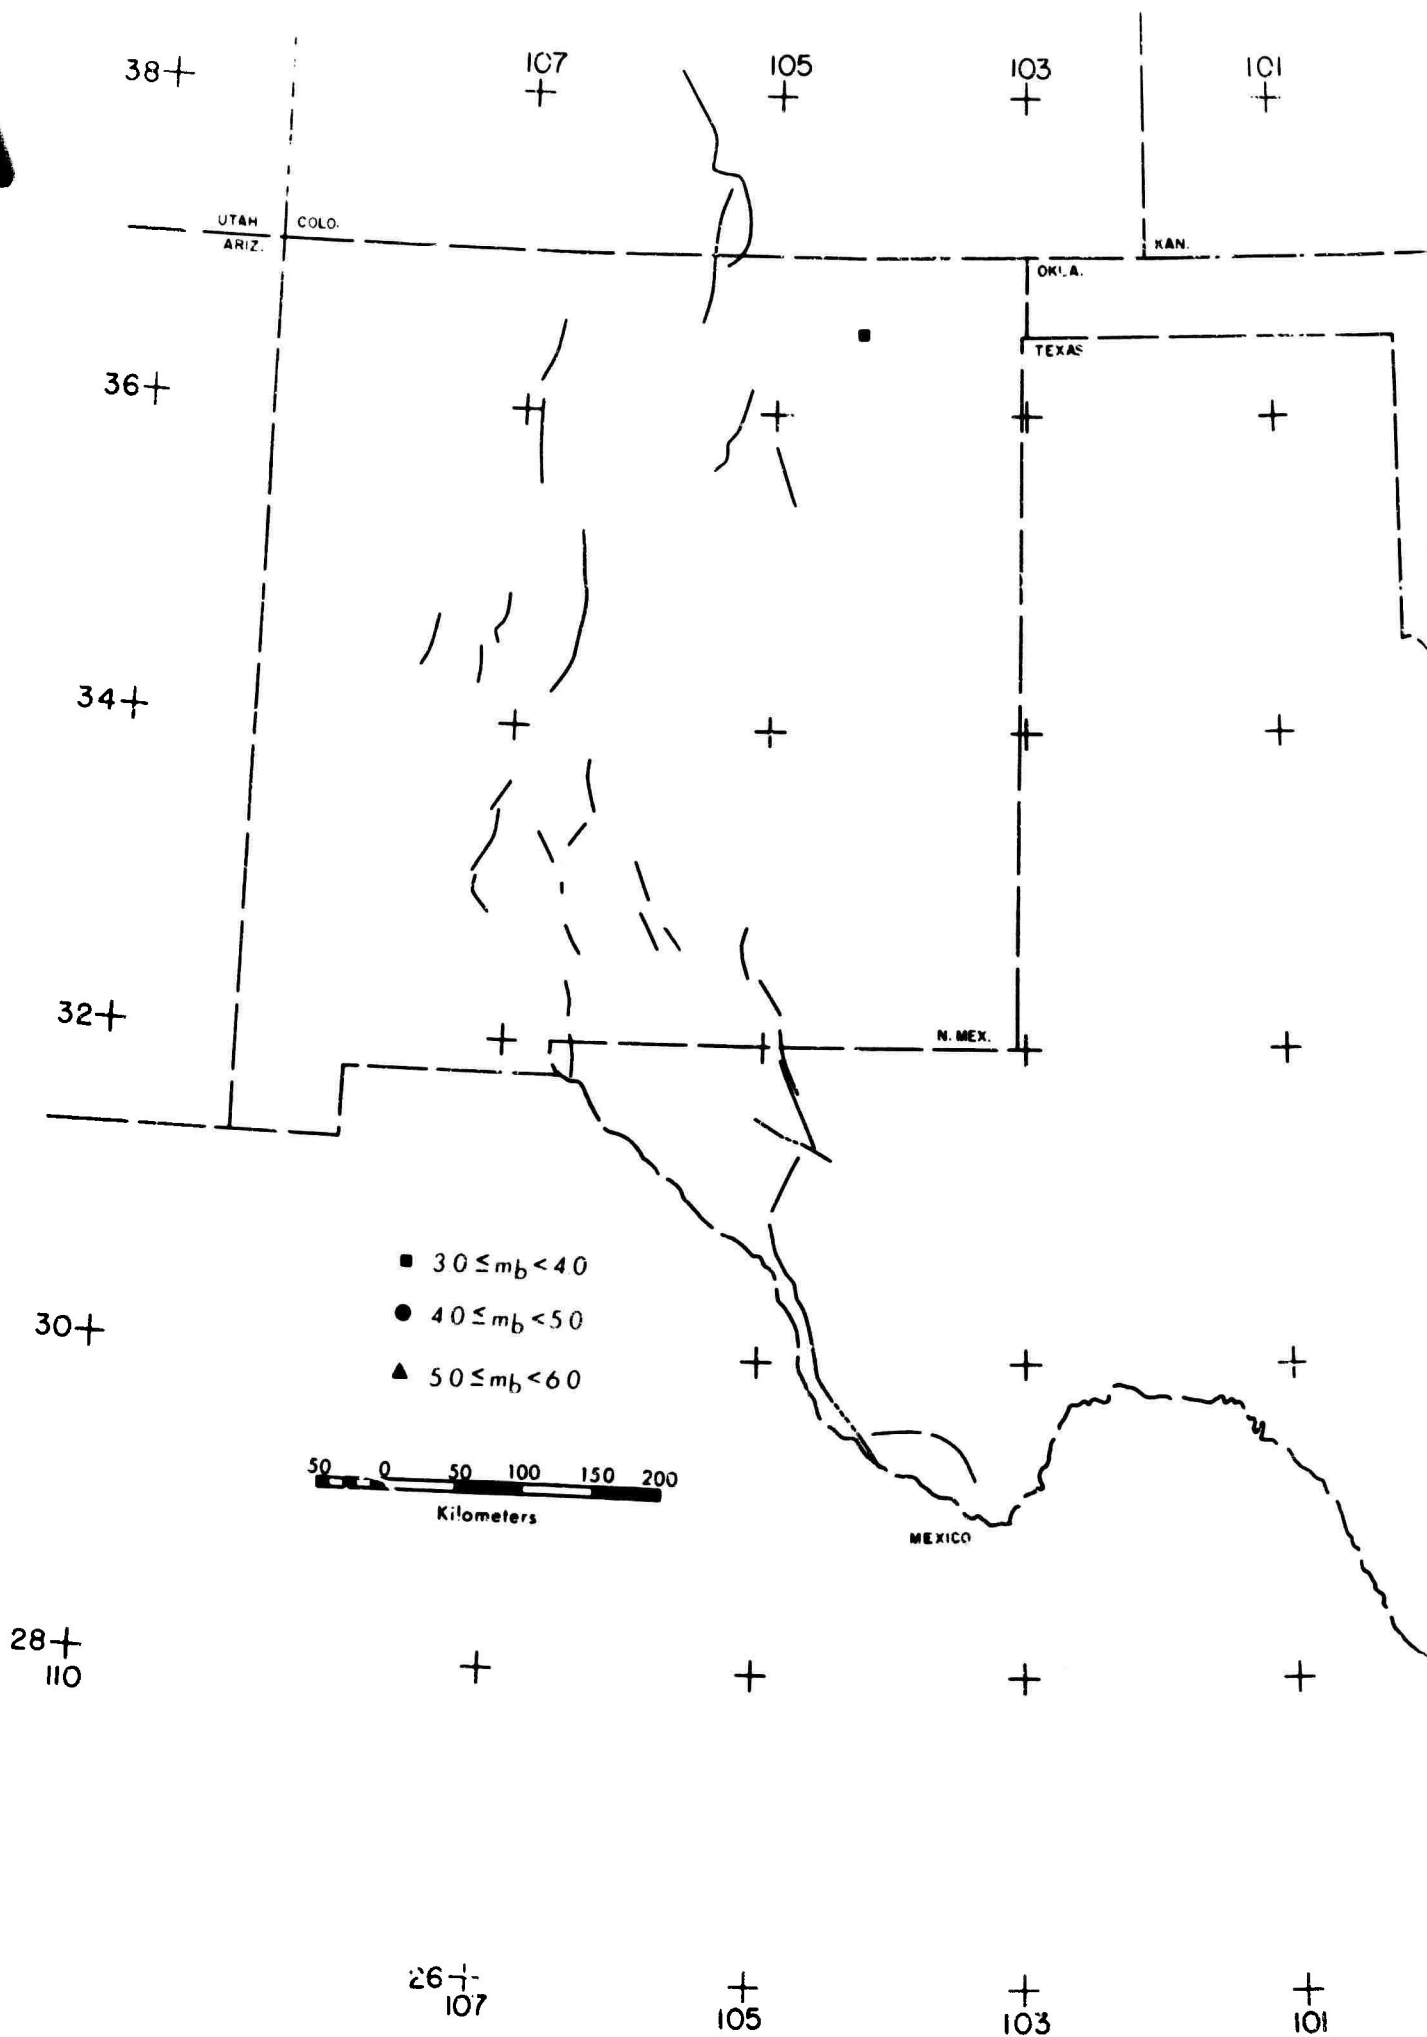 38 107 105 103 101
UTAH COLO.
ARIZ.
KAN.
OKLA.
36
TEXAS
34
32
N. MEX.
30
3.0 ≤ mb < 4.0
4.0 ≤ mb < 5.0
5.0 ≤ mb < 6.0
50 0 50 100 150 200
Kilometers
MEXICO
28
110
26
107 105 103 101